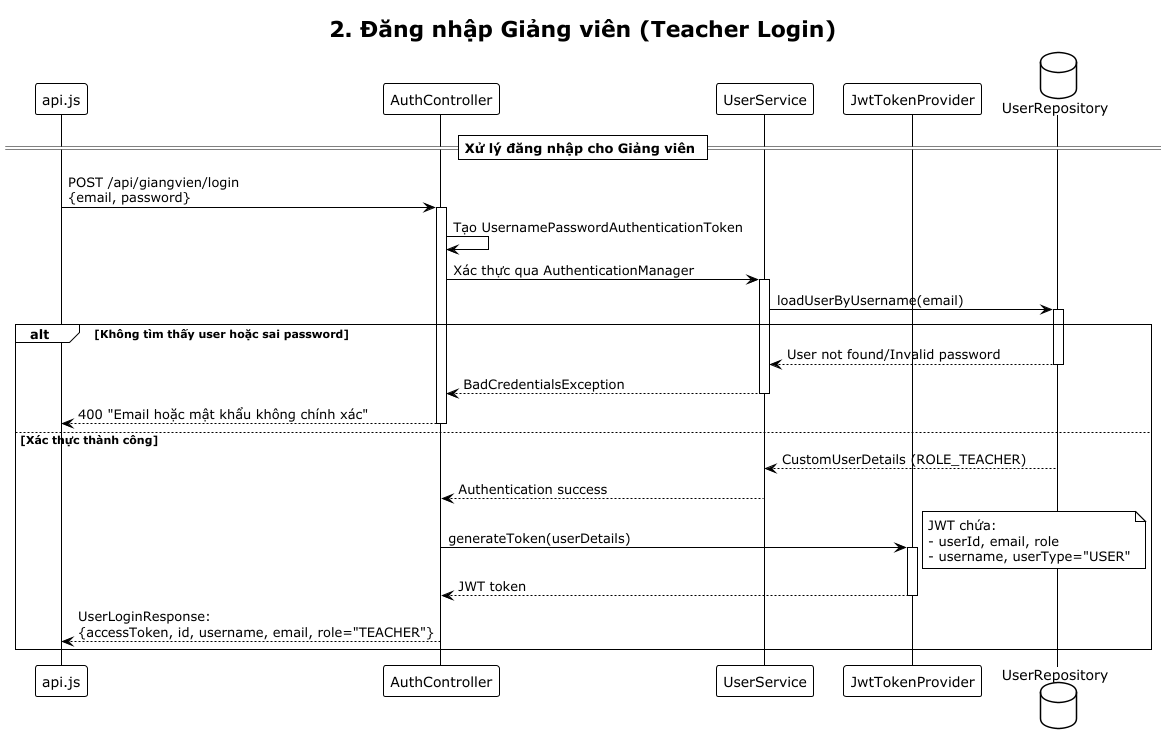 2. Đăng nhập Giảng viên (Teacher Login)
api.js
AuthController
UserService
JwtTokenProvider
UserRepository
Xử lý đăng nhập cho Giảng viên
POST /api/giangvien/login
{email, password}
Tạo UsernamePasswordAuthenticationToken
Xác thực qua AuthenticationManager
loadUserByUsername(email)
alt
[Không tìm thấy user hoặc sai password]
User not found/Invalid password
BadCredentialsException
400 "Email hoặc mật khẩu không chính xác"
[Xác thực thành công]
CustomUserDetails (ROLE_TEACHER)
Authentication success
generateToken(userDetails)
JWT chứa:
- userId, email, role
- username, userType="USER"
JWT token
UserLoginResponse:
{accessToken, id, username, email, role="TEACHER"}
api.js
AuthController
UserService
JwtTokenProvider
UserRepository